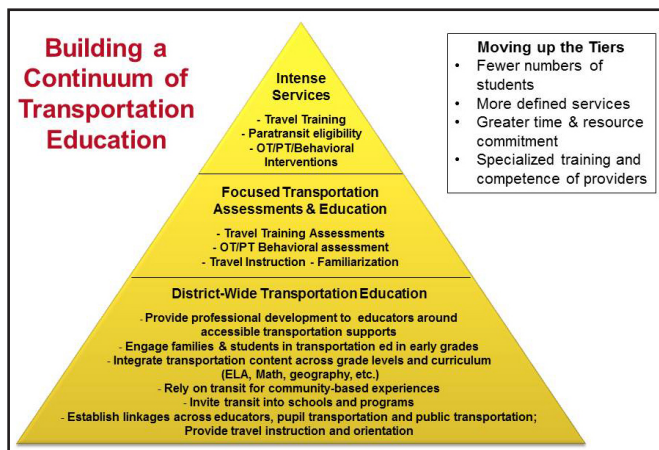 Building a
Continuum of
Transportation
Education
Intense
Services
- Travel Training
- Paratransit eligibility
- OT/PT/Behavioral
Interventions
Focused Transportation
Assessments & Education
- Travel Training Assessments
- OT/PT Behavioral assessment
- Travel Instruction - Familiarization
District-Wide Transportation Education
- Provide professional development to educators around
accessible transportation supports
- Engage families & students in transportation ed in early grades
- Integrate transportation content across grade levels and curriculum
(ELA, Math, geography, etc.)
- Rely on transit for community-based experiences
- Invite transit into schools and programs
- Establish linkages across educators, pupil transportation and public transportation;
Provide travel instruction and orientation
Moving up the Tiers
• Fewer numbers of
students
• More defined services
• Greater time & resource
commitment
• Specialized training and
competence of providers